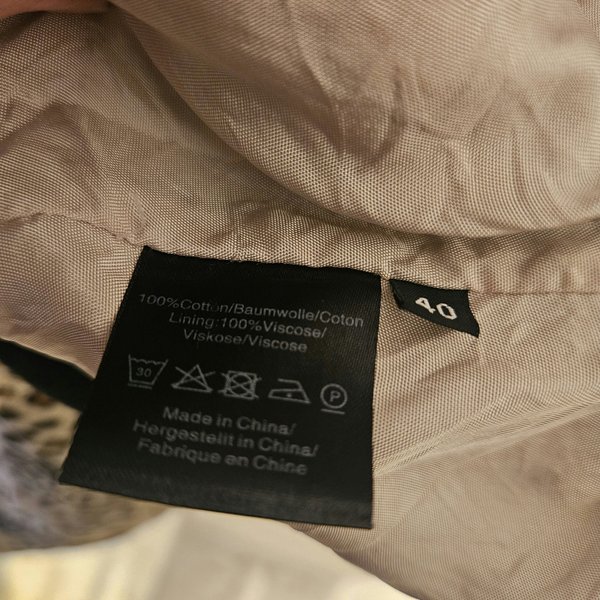 100%Cotton/Baumwolle/Coton
Lining:100%Viscose/
Viskose/Viscose
30
P
Made in China/
Hergestellt in China/
Fabrique en Chine
40